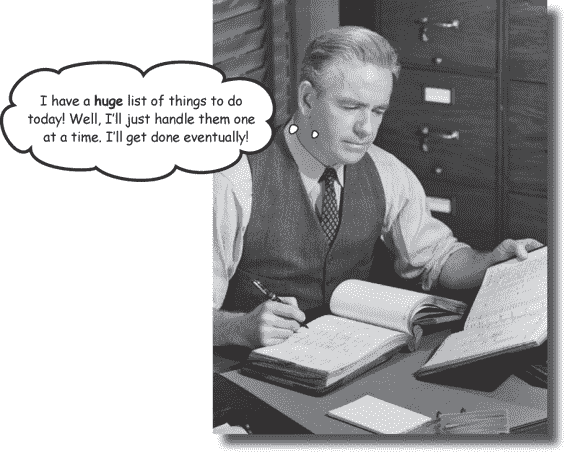 I have a huge list of things to do
today! Well, I'll just handle them one
at a time. I'll get done eventually!